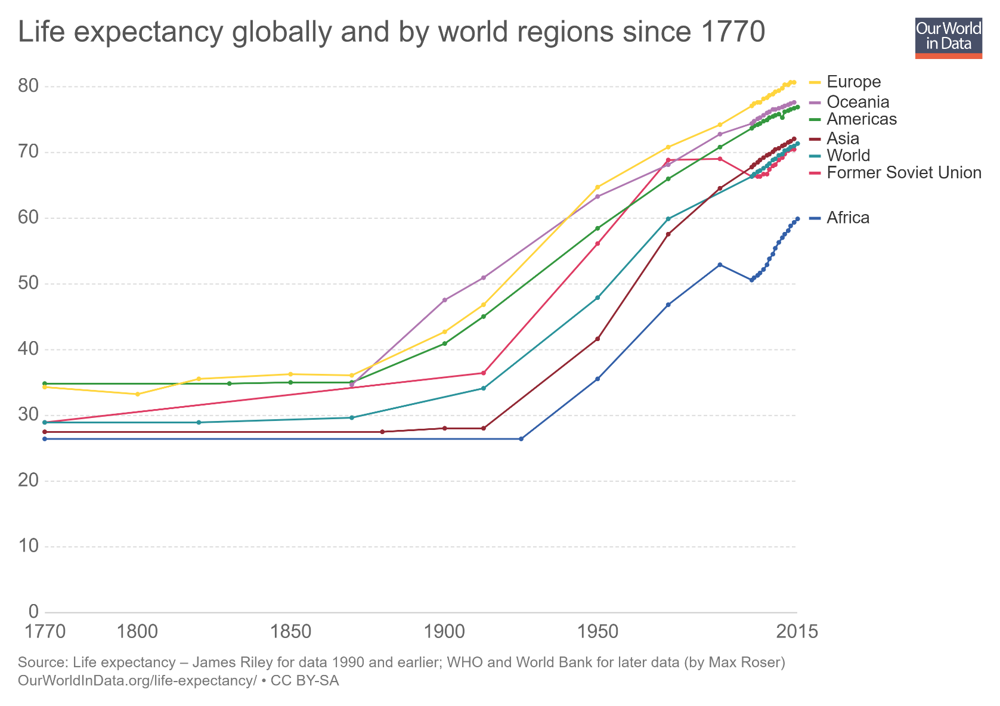 Life expectancy globally and by world regions since 1770
Our World
in Data
80
70
60
50
40
30
20
10
0
1770
1800
1850
1900
1950
2015
Europe
Oceania
Americas
Asia
World
Former Soviet Union
Africa
Source: Life expectancy – James Riley for data 1990 and earlier; WHO and World Bank for later data (by Max Roser)
OurWorldInData.org/life-expectancy/ • CC BY-SA